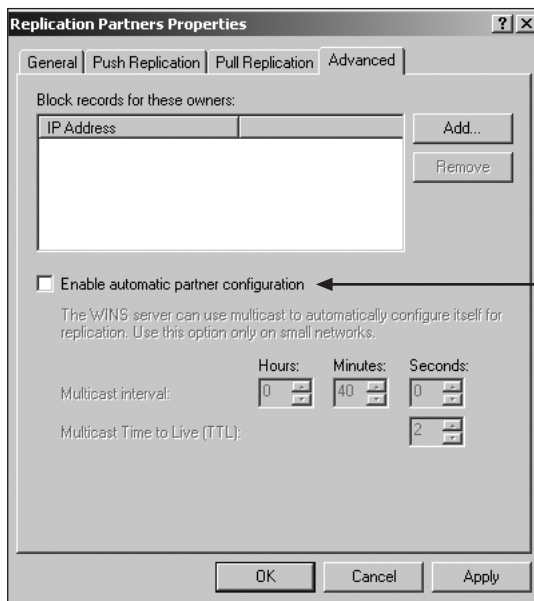 Replication Partners Properties
General Push Replication Pull Replication Advanced
Block records for these owners:
IP Address
Add...
Remove
Enable automatic partner configuration
The WINS server can use multicast to automatically configure itself for
replication. Use this option only on small networks.
Hours: Minutes: Seconds:
Multicast interval: 0 40 0
Multicast Time to Live (TTL): 2
OK Cancel Apply